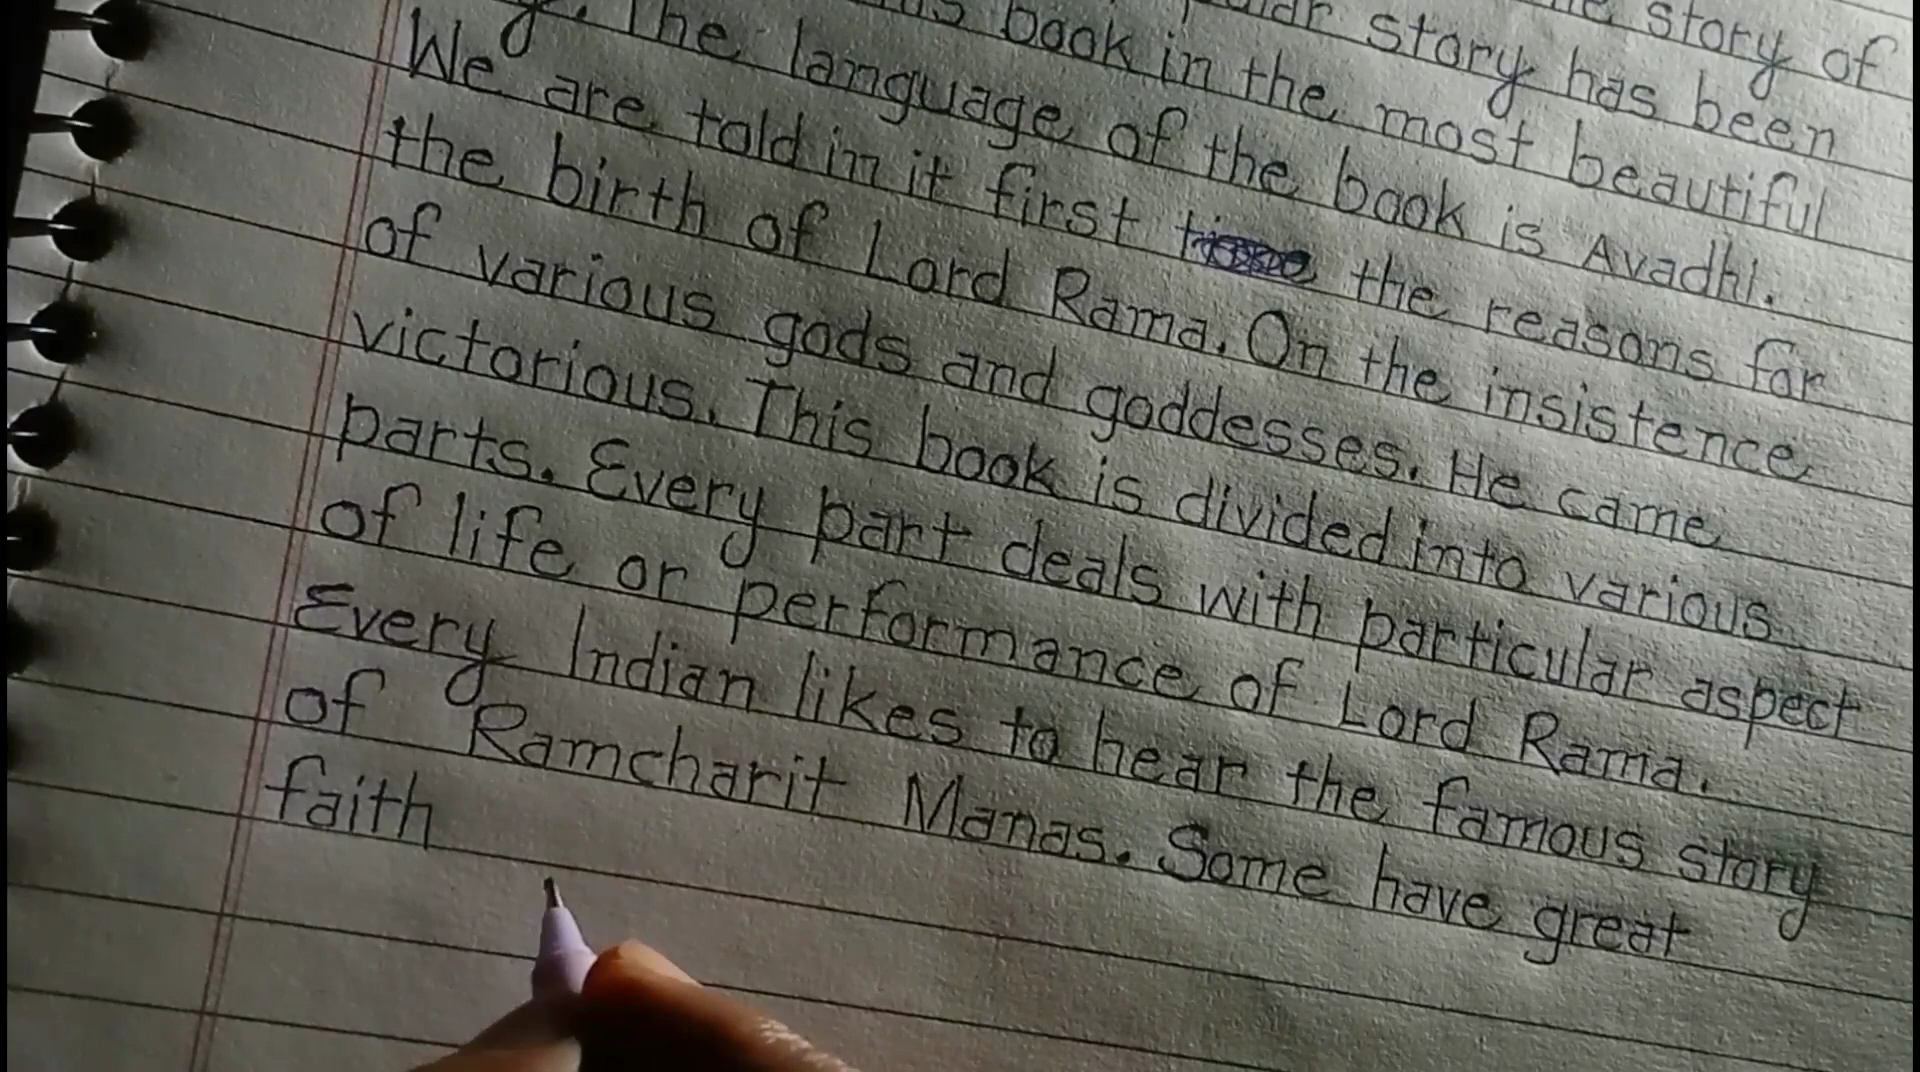 story of
story has been
book in the most beautiful
The language of the book is Avadhi.
We are told in it first the reasons for
the birth of Lord Rama. On the insistence
of various gods and goddesses. He came
victorious. This book is divided into various
parts. Every part deals with particular aspect
of life or performance of Lord Rama.
Every Indian likes to hear the famous story
of Ramcharit Manas. Some have great
faith